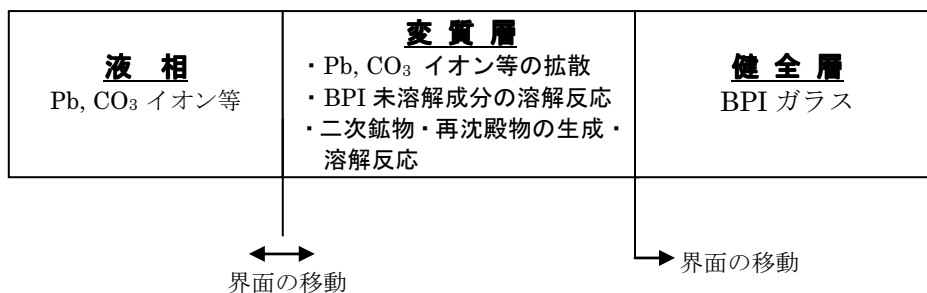 液 相
Pb, CO₃ イオン等
変 質 層
・Pb, CO₃ イオン等の拡散
・BPI 未溶解成分の溶解反応
・二次鉱物・再沈殿物の生成・
溶解反応
健 全 層
BPI ガラス
界面の移動
界面の移動